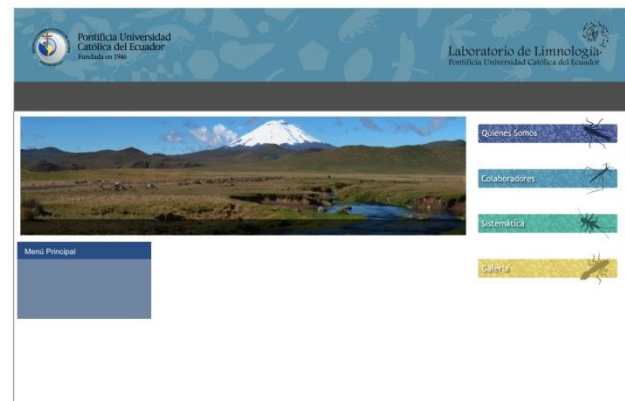 Pontificia Universidad
Católica del Ecuador
Fundada en 1946
Laboratorio de Limnología
Pontificia Universidad Católica del Ecuador
Quienes Somos
Colaboradores
Sistemática
Galería
Menú Principal